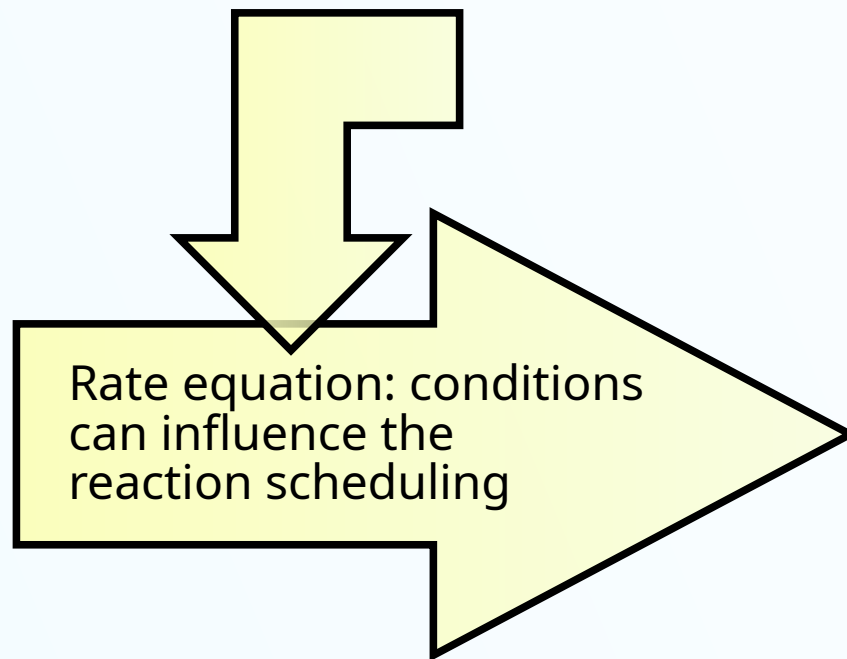 Rate equation: conditions
can influence the
reaction scheduling